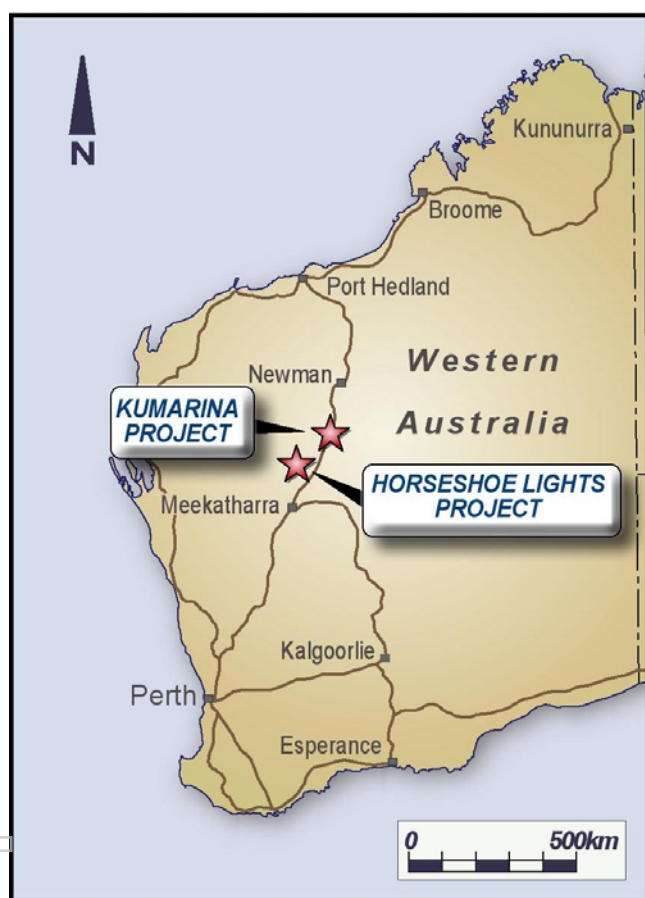 N
Kununurra
Broome
Port Hedland
Western
Newman
Australia
KUMARINA
PROJECT
HORSESHOE LIGHTS
PROJECT
Meekatharra
Kalgoorlie
Perth
Esperance
0 500km